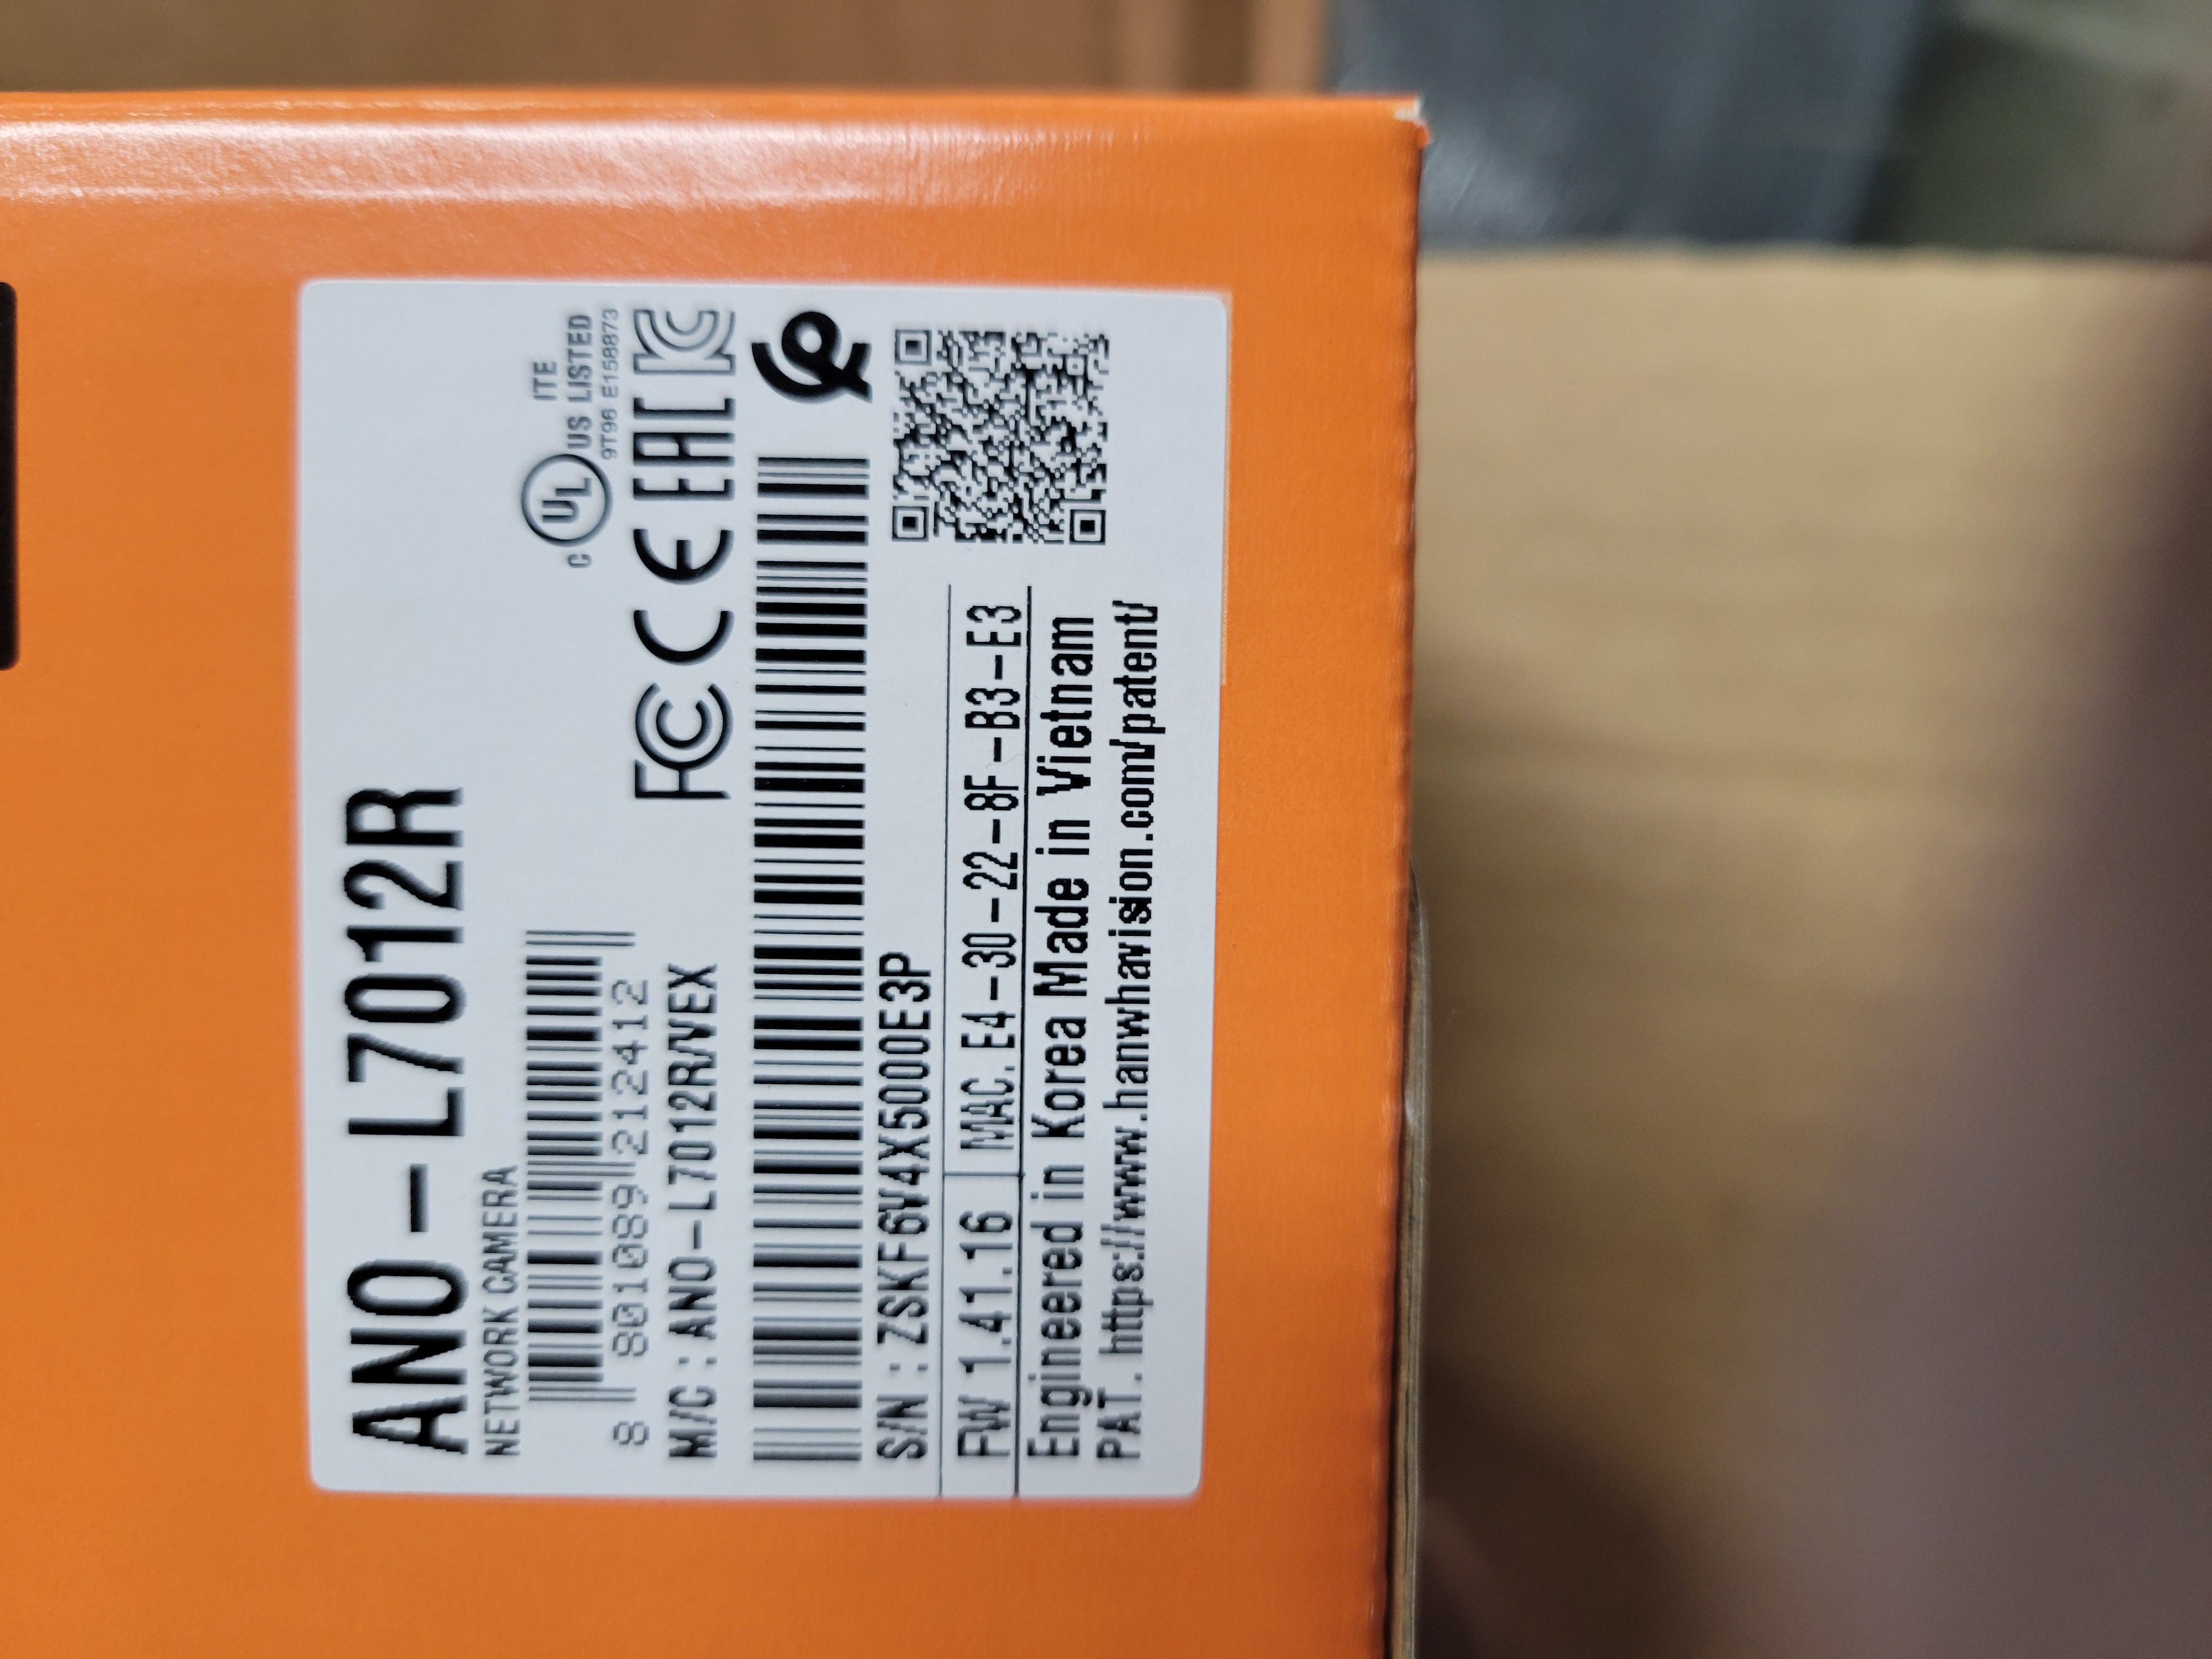 ANO-L7012R
NETWORK CAMERA
c UL US LISTED
ITE
9T96 E158873
8 801089 212412
M/C : ANO-L7012R/VEX
FC CE EAC
S/N : ZSKF6V4X5000E3P
FW 1.41.16 MAC. E4-30-22-8F-B3-E3
Engineered in Korea Made in Vietnam
PAT. https://www.hanwhavision.com/patent/